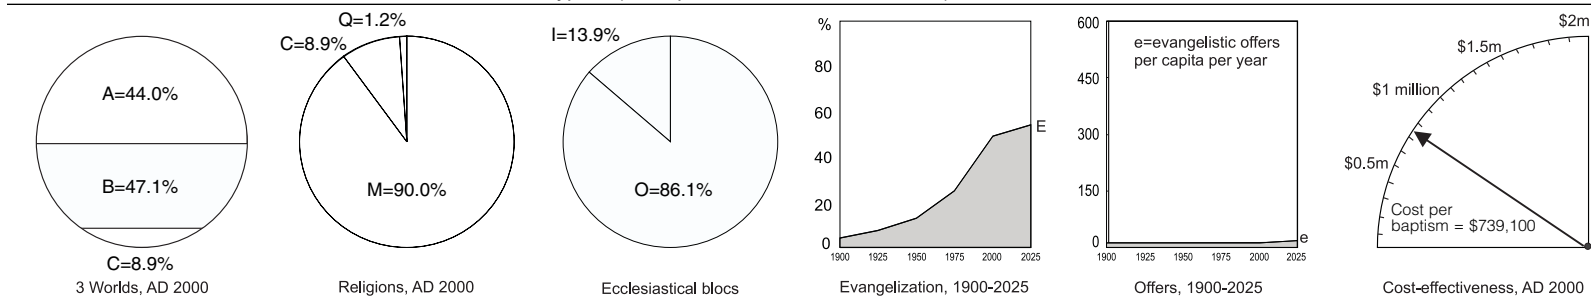 A=44.0%
B=47.1%
C=8.9%
3 Worlds, AD 2000
Q=1.2%
C=8.9%
M=90.0%
Religions, AD 2000
I=13.9%
O=86.1%
Ecclesiastical blocs
%
80
60
40
20
0
E
1900 1925 1950 1975 2000 2025
Evangelization, 1900-2025
600
450
300
150
0
e=evangelistic offers
per capita per year
e
1900 1925 1950 1975 2000 2025
Offers, 1900-2025
$2m
$1.5m
$1 million
$0.5m
Cost per
baptism = $739,100
Cost-effectiveness, AD 2000